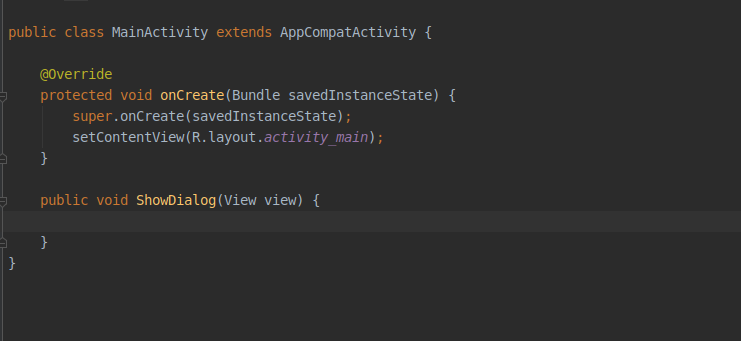 public class MainActivity extends AppCompatActivity {
@Override
protected void onCreate(Bundle savedInstanceState) {
super.onCreate(savedInstanceState);
setContentView(R.layout.activity_main);
}
public void ShowDialog(View view) {
}
}